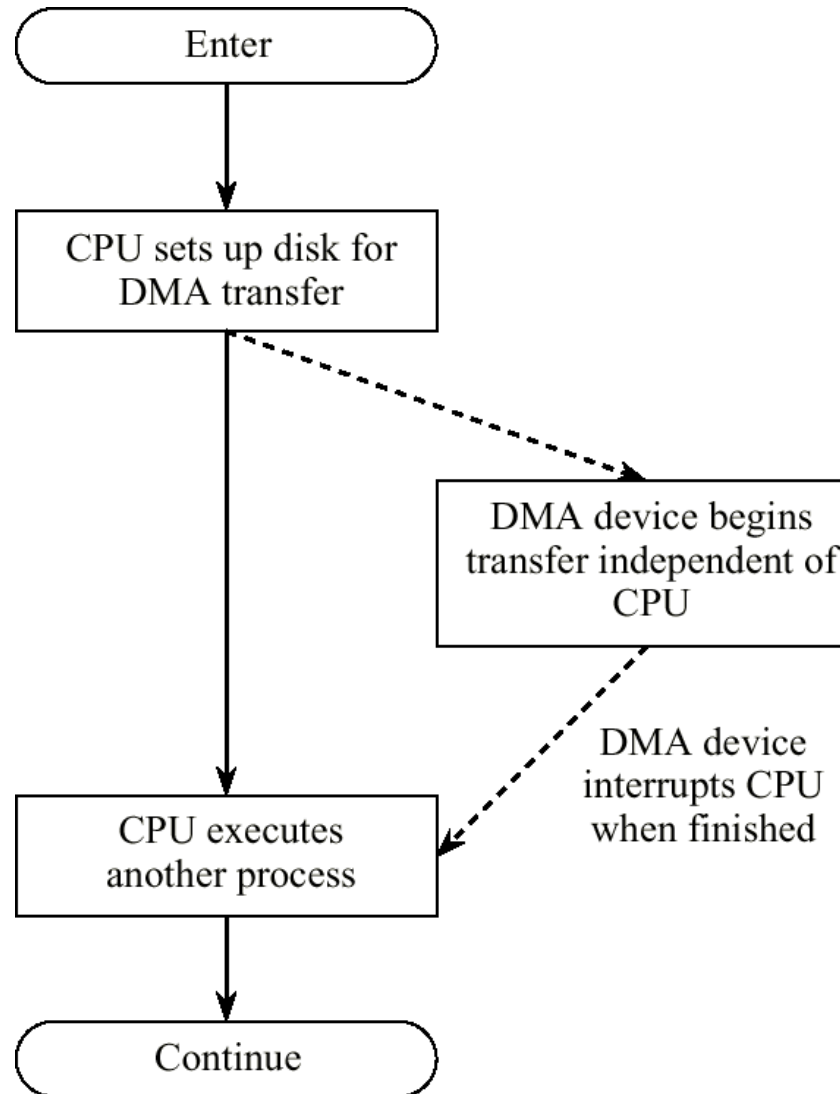 Enter
CPU sets up disk for
DMA transfer
DMA device begins
transfer independent of
CPU
DMA device
interrupts CPU
when finished
CPU executes
another process
Continue